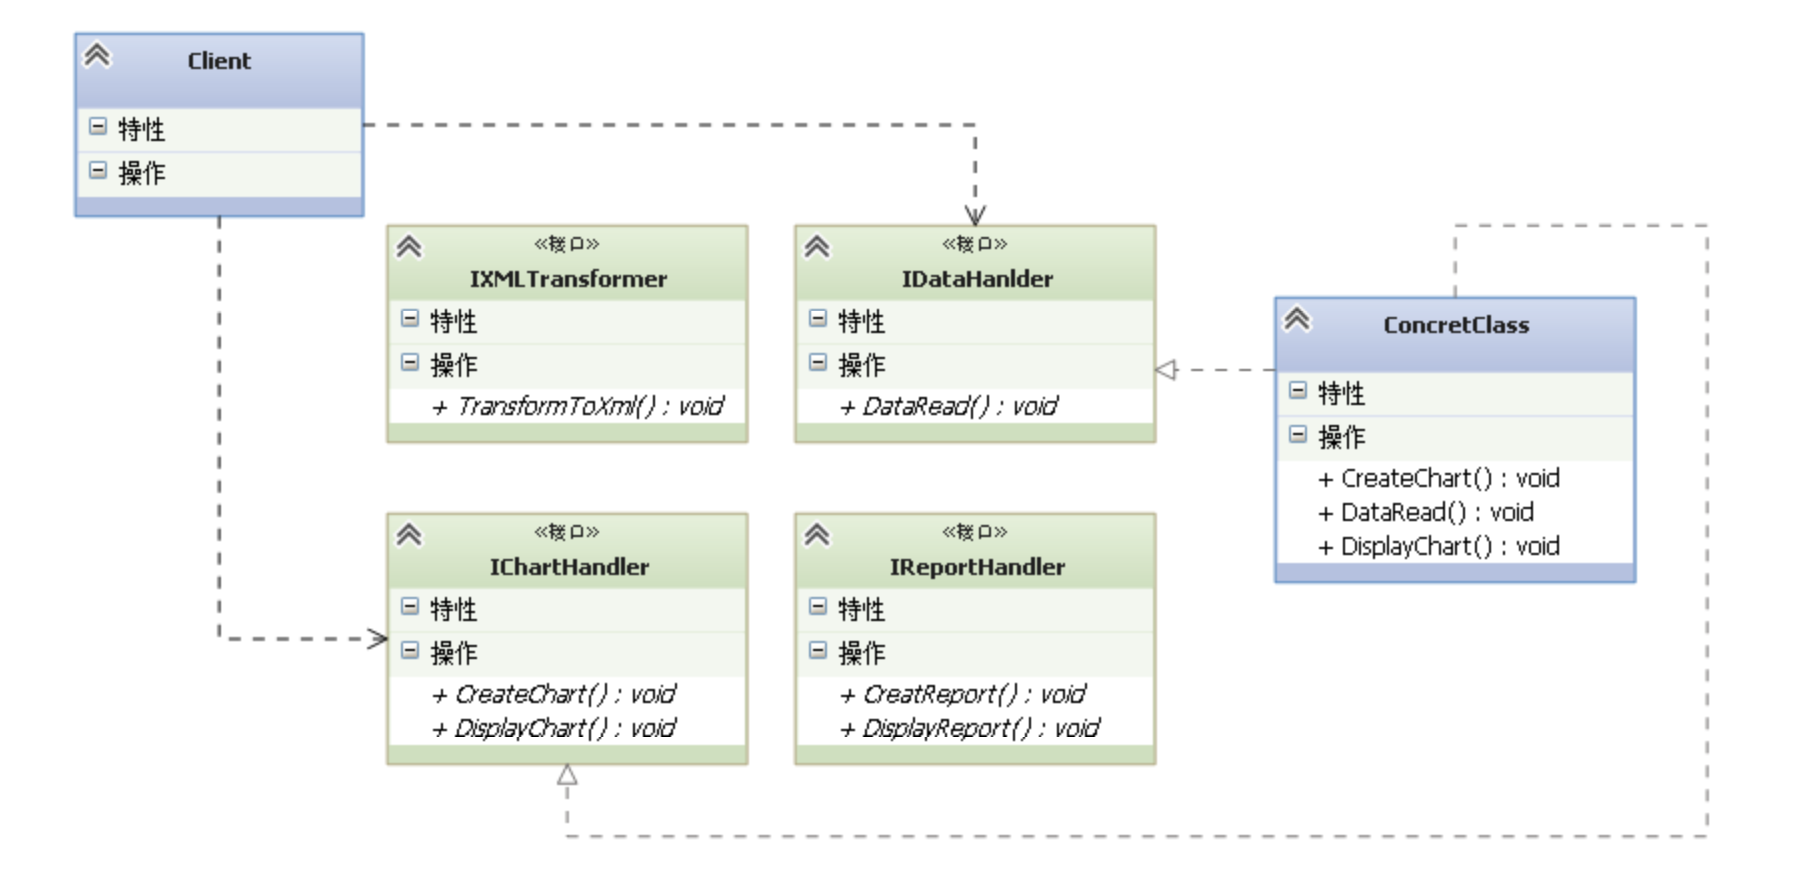 Client
特性
操作
«接口»
IXMLTransformer
特性
操作
+ TransformToXml() : void
«接口»
IDataHanlder
特性
操作
+ DataRead() : void
ConcretClass
特性
操作
+ CreateChart() : void
+ DataRead() : void
+ DisplayChart() : void
«接口»
IChartHandler
特性
操作
+ CreateChart() : void
+ DisplayChart() : void
«接口»
IReportHandler
特性
操作
+ CreatReport() : void
+ DisplayReport() : void